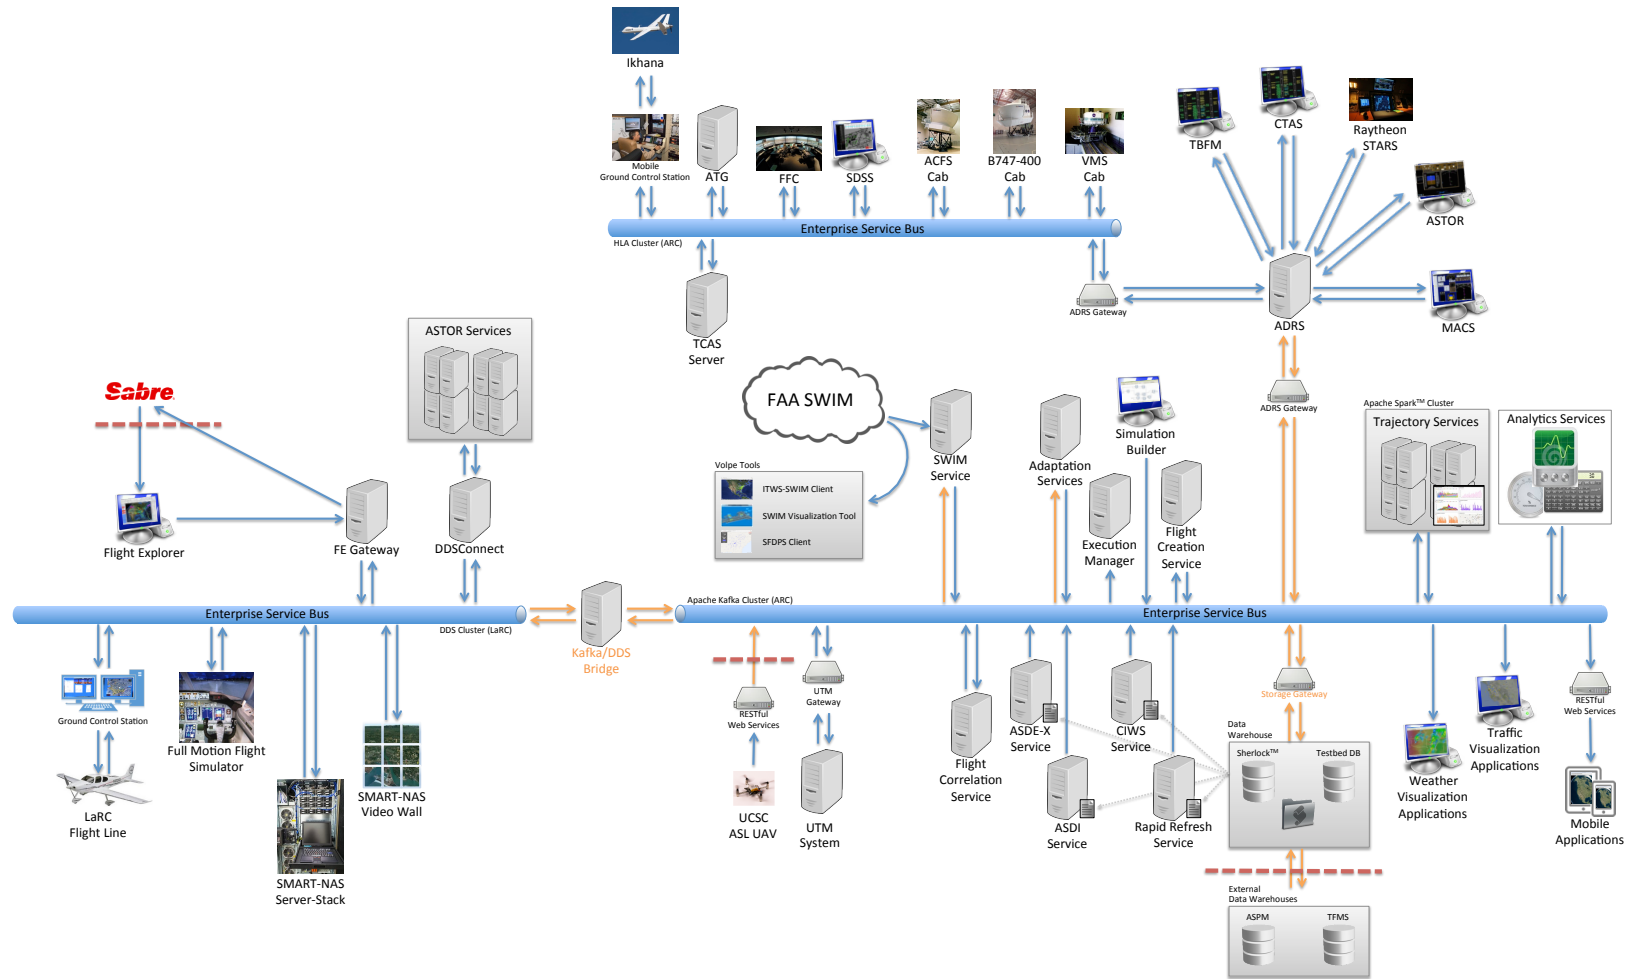 Ikhana
Mobile
Ground Control Station
ATG
FFC
SDSS
ACFS
Cab
B747-400
Cab
VMS
Cab
TBFM
CTAS
Raytheon
STARS
ASTOR
Enterprise Service Bus
HLA Cluster (ARC)
TCAS
Server
ADRS Gateway
ADRS
MACS
ASTOR Services
Sabre
FAA SWIM
SWIM
Service
Volpe Tools
ITWS-SWIM Client
SWIM Visualization Tool
SFDPS Client
Adaptation
Services
Simulation
Builder
Execution
Manager
Flight
Creation
Service
ADRS Gateway
Apache Spark™ Cluster
Trajectory Services
Analytics Services
Flight Explorer
FE Gateway
DDSConnect
Enterprise Service Bus
DDS Cluster (LaRC)
Kafka/DDS
Bridge
Apache Kafka Cluster (ARC)
Enterprise Service Bus
Ground Control Station
LaRC
Flight Line
Full Motion Flight
Simulator
SMART-NAS
Server-Stack
SMART-NAS
Video Wall
RESTful
Web Services
UCSC
ASL UAV
UTM
Gateway
UTM
System
Flight
Correlation
Service
ASDE-X
Service
ASDI
Service
CIWS
Service
Rapid Refresh
Service
Storage Gateway
Data
Warehouse
Sherlock™
Testbed DB
External
Data Warehouses
ASPM
TFMS
Weather
Visualization
Applications
Traffic
Visualization
Applications
RESTful
Web Services
Mobile
Applications